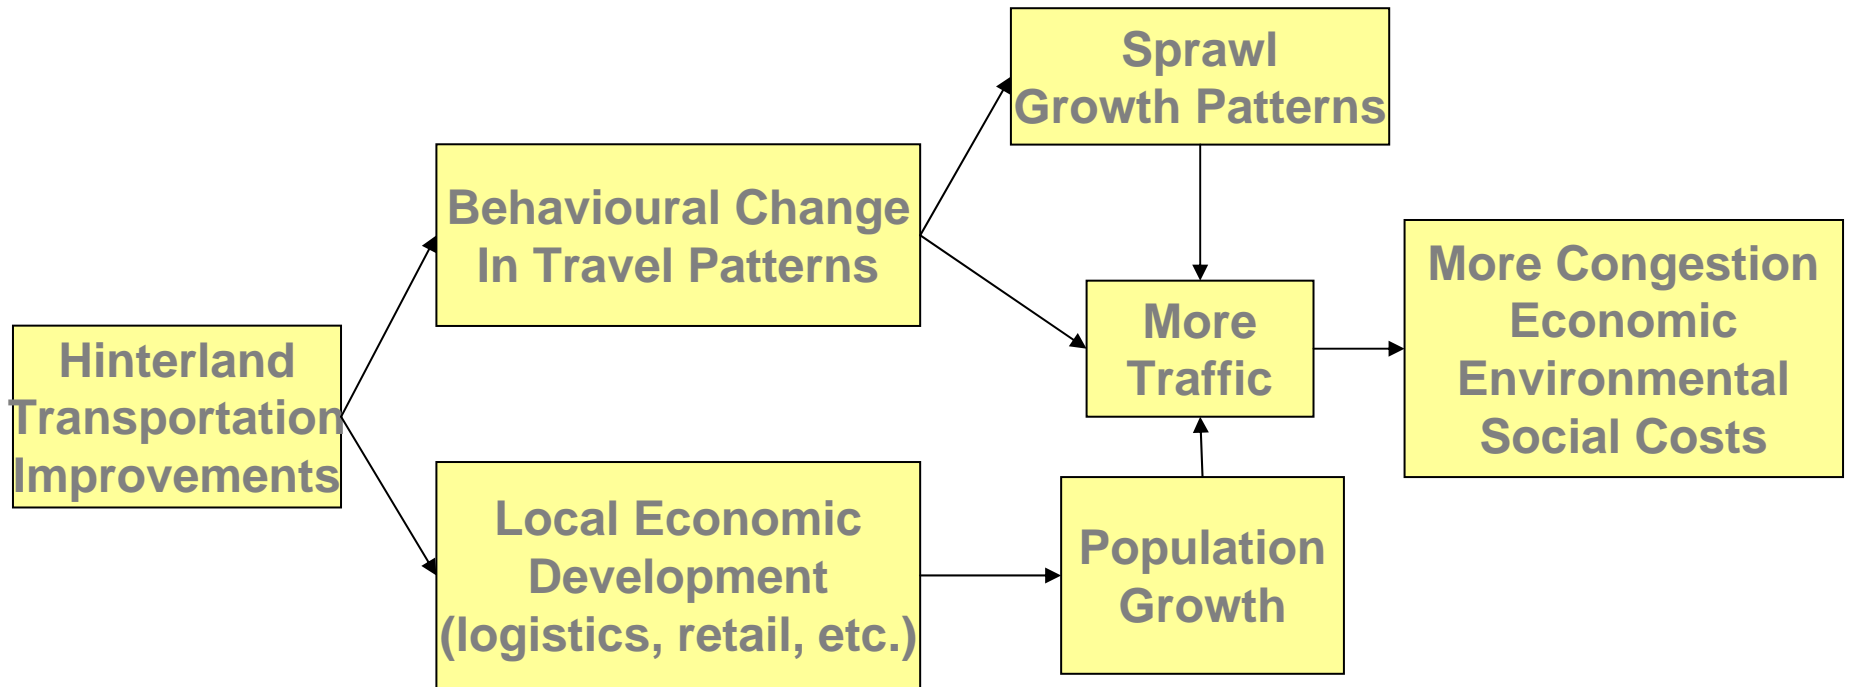 Sprawl
Growth Patterns
Behavioural Change
In Travel Patterns
More Congestion
Economic
Environmental
Social Costs
More
Traffic
Hinterland
Transportation
Improvements
Local Economic
Development
(logistics, retail, etc.)
Population
Growth